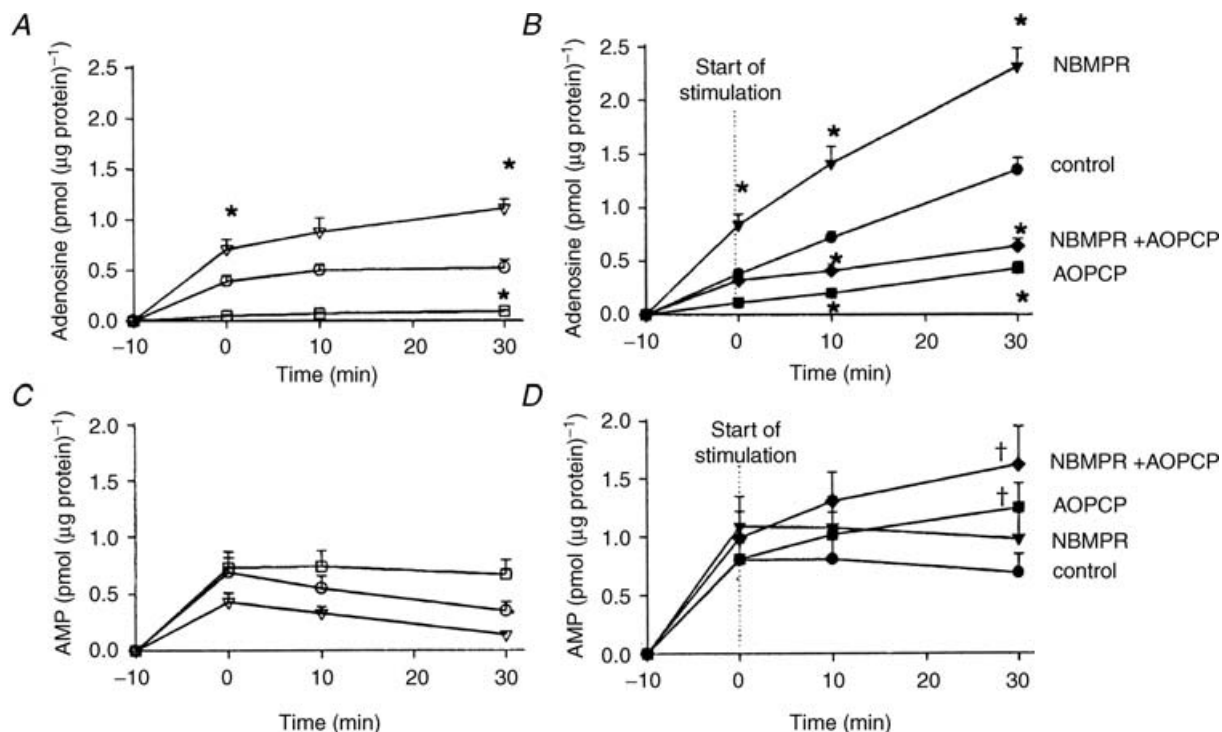 A
Adenosine (pmol (μg protein)⁻¹
2.5
2.0
1.5
1.0
0.5
0.0
*
*
*
−10
0
10
20
30
Time (min)
B
Adenosine (pmol (μg protein)⁻¹
2.5
2.0
1.5
1.0
0.5
0.0
Start of
stimulation
*
*
*
*
*
*
*
NBMPR
control
NBMPR +AOPCP
AOPCP
−10
0
10
20
30
Time (min)
C
AMP (pmol (μg protein)⁻¹
2.0
1.5
1.0
0.5
0.0
−10
0
10
20
30
Time (min)
D
AMP (pmol (μg protein)⁻¹
2.0
1.5
1.0
0.5
0.0
Start of
stimulation
†
†
NBMPR +AOPCP
AOPCP
NBMPR
control
−10
0
10
20
30
Time (min)